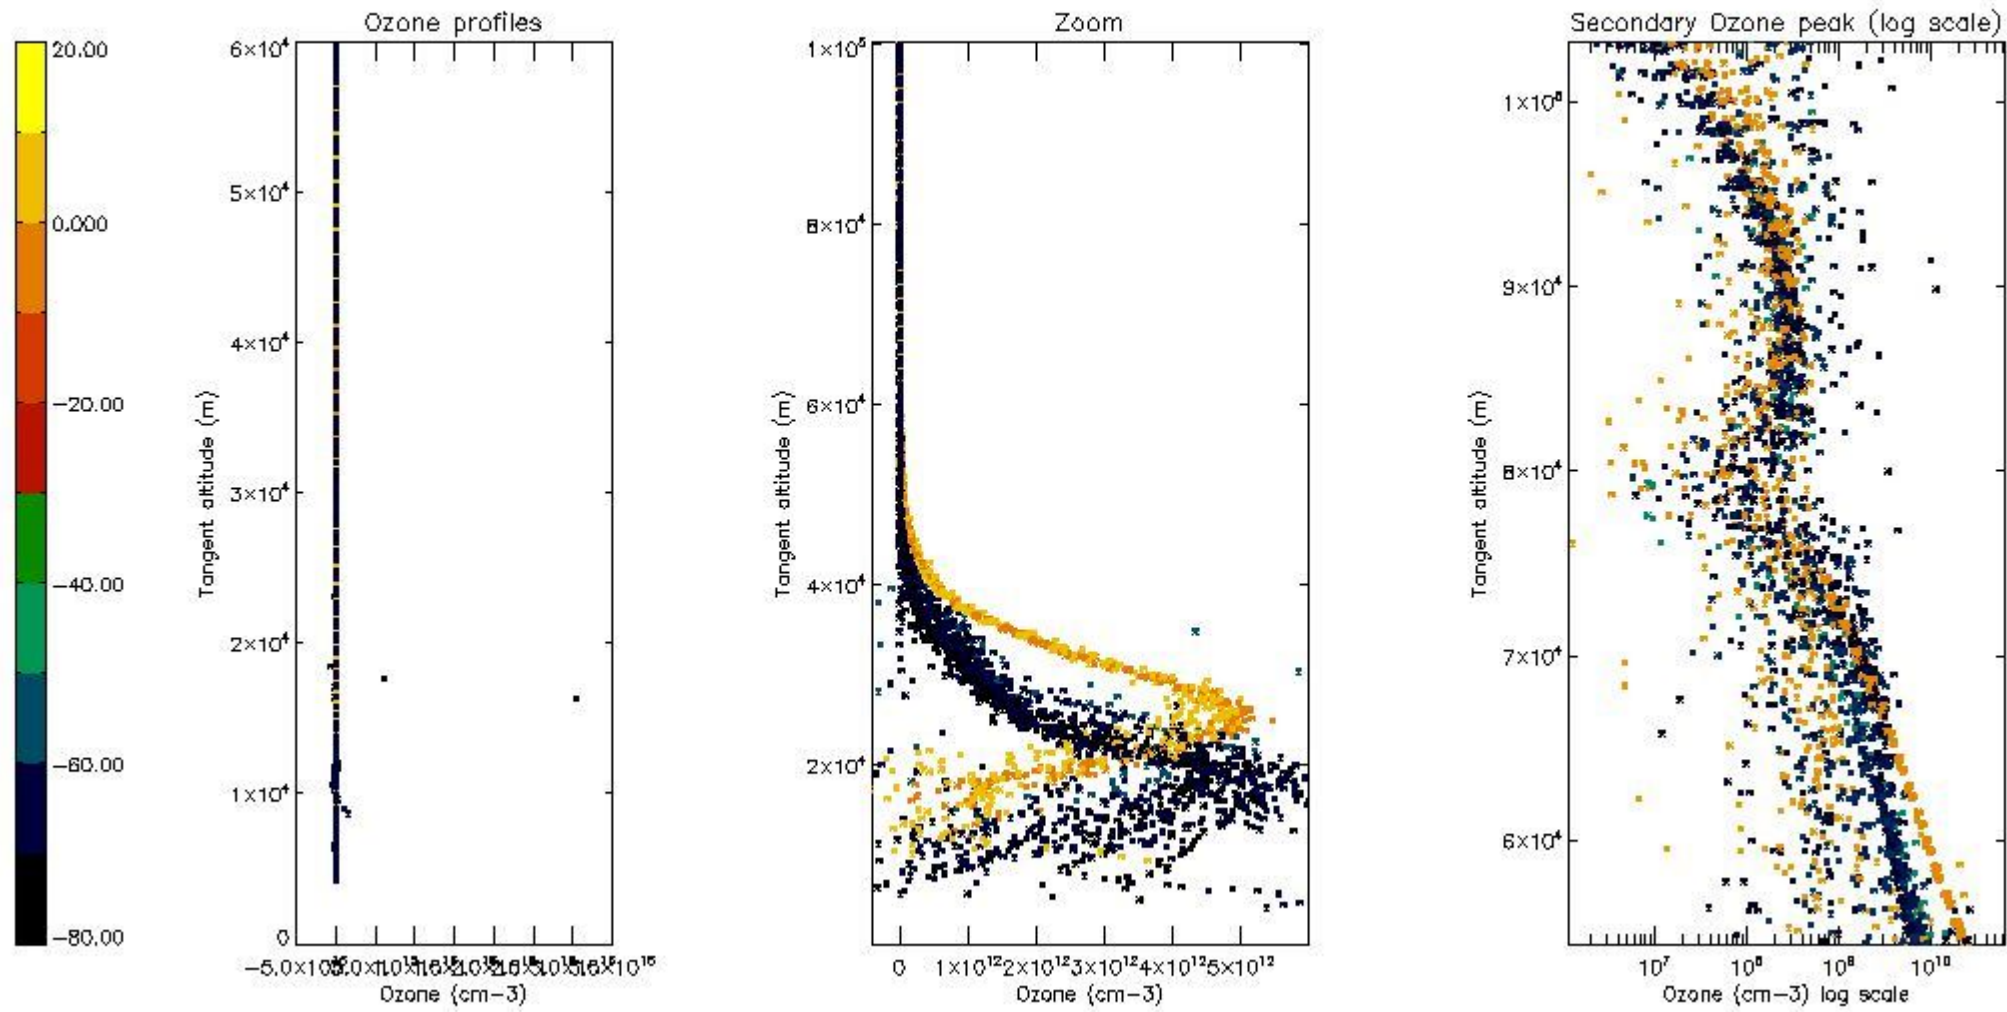 Ozone profiles
Zoom
Secondary Ozone peak (log scale)
20.00
0.000
−20.00
−40.00
−60.00
−80.00
6×10⁴
5×10⁴
4×10⁴
3×10⁴
2×10⁴
1×10⁴
0
Tangent altitude (m)
Ozone (cm−3)
1×10⁵
8×10⁴
6×10⁴
4×10⁴
2×10⁴
Tangent altitude (m)
0 1×10¹² 2×10¹² 3×10¹² 4×10¹² 5×10¹²
Ozone (cm−3)
1×10⁵
9×10⁴
8×10⁴
7×10⁴
6×10⁴
Tangent altitude (m)
10⁷ 10⁸ 10⁹ 10¹⁰
Ozone (cm−3) log scale